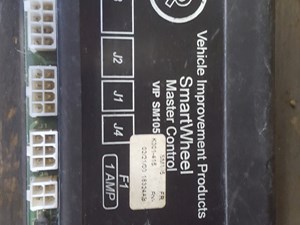 R
Vehicle Improvement Products
SmartWheel
Master Control
VIP SM105
J2
J1
J4
F1
1 AMP